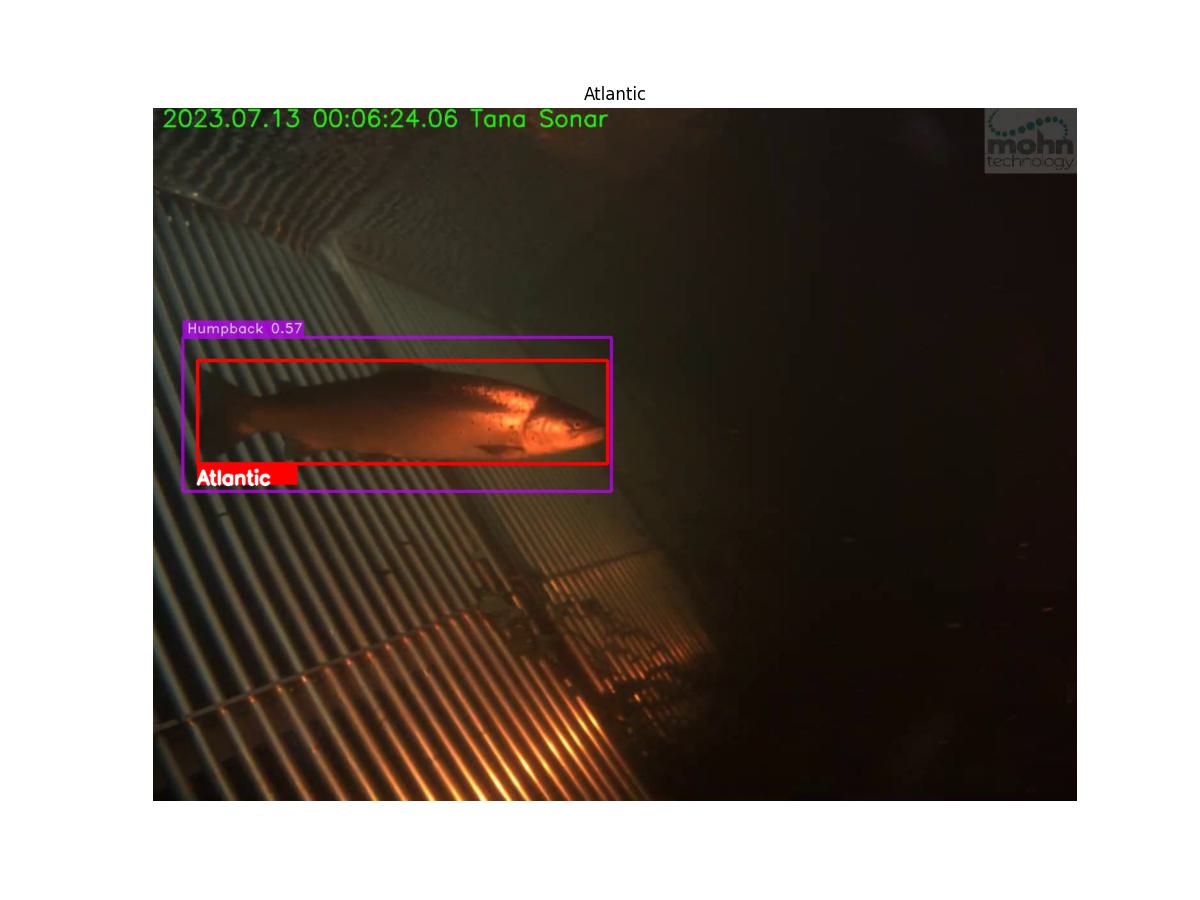 Atlantic
2023.07.13 00:06:24.06 Tana Sonar
mohn
technology
Humpback 0.57
Atlantic